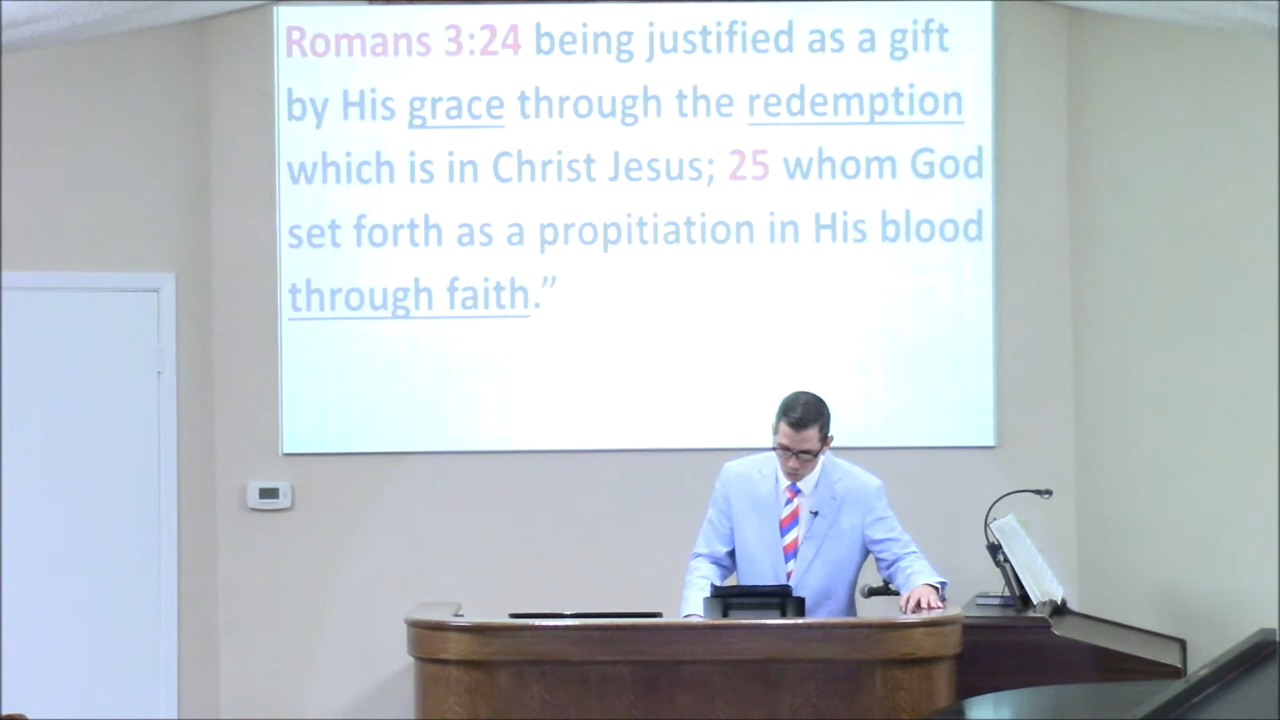 Romans 3:24 being justified as a gift
by His grace through the redemption
which is in Christ Jesus; 25 whom God
set forth as a propitiation in His blood
through faith.”